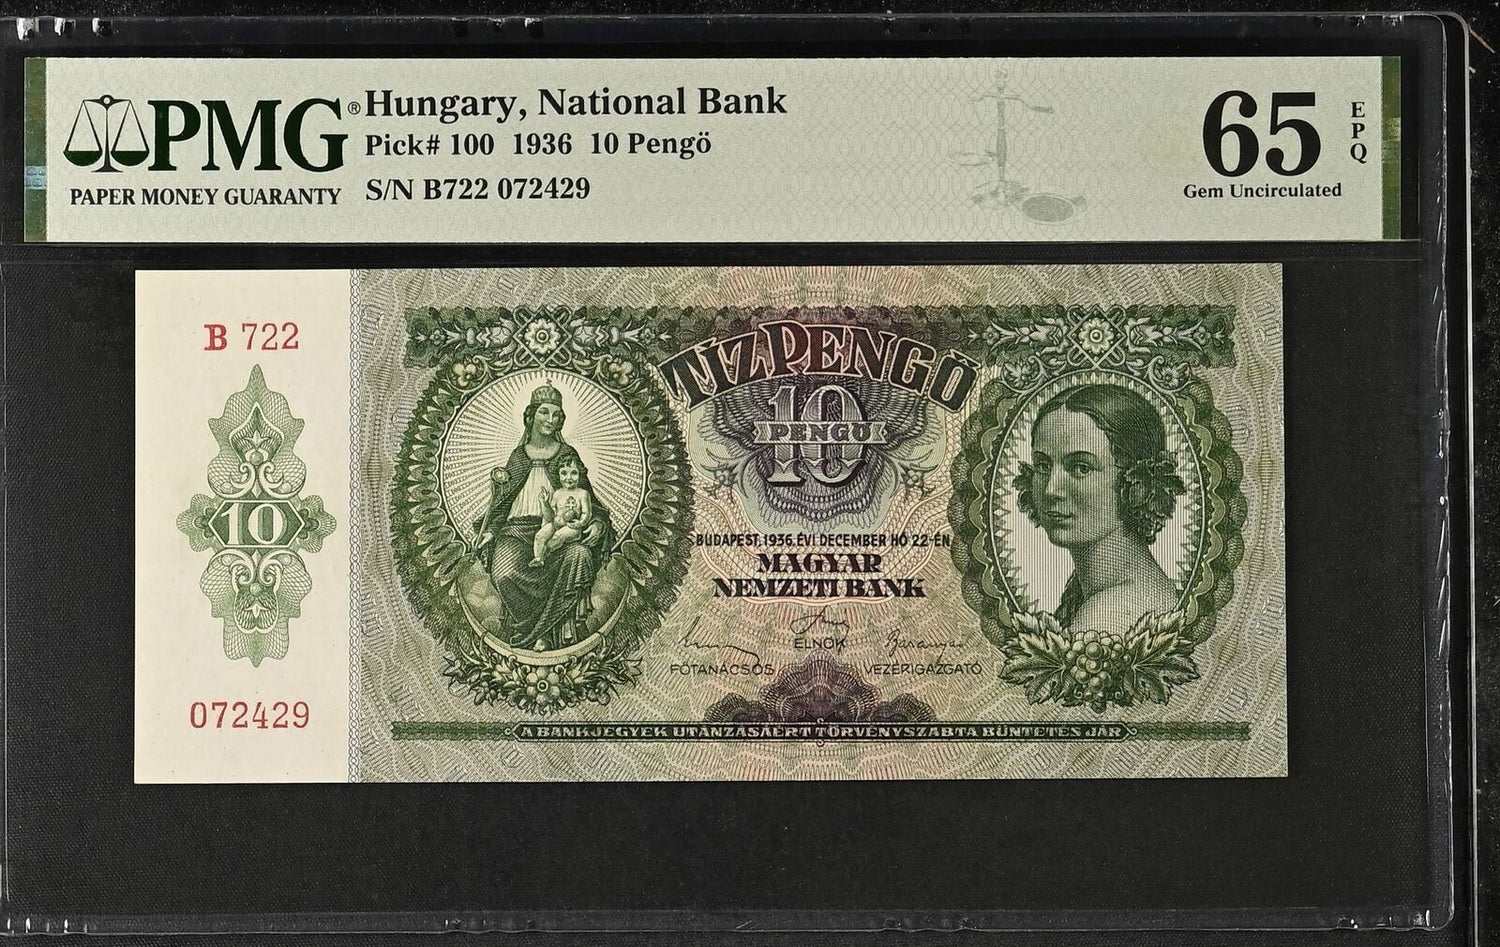 PMG®
PAPER MONEY GUARANTY
Hungary, National Bank
Pick# 100 1936 10 Pengö
S/N B722 072429
65
EPQ
Gem Uncirculated
B 722
10
072429
TÍZPENGŐ
10
PENGŐ
BUDAPEST, 1936. ÉVI DECEMBER HÓ 22-ÉN
MAGYAR
NEMZETI BANK
ELNÖK
FŐTANÁCSOS VEZÉRIGAZGATÓ
A BANKJEGYEK UTÁNZÁSÁÉRT TÖRVÉNYSZABTA BÜNTETÉS JÁR